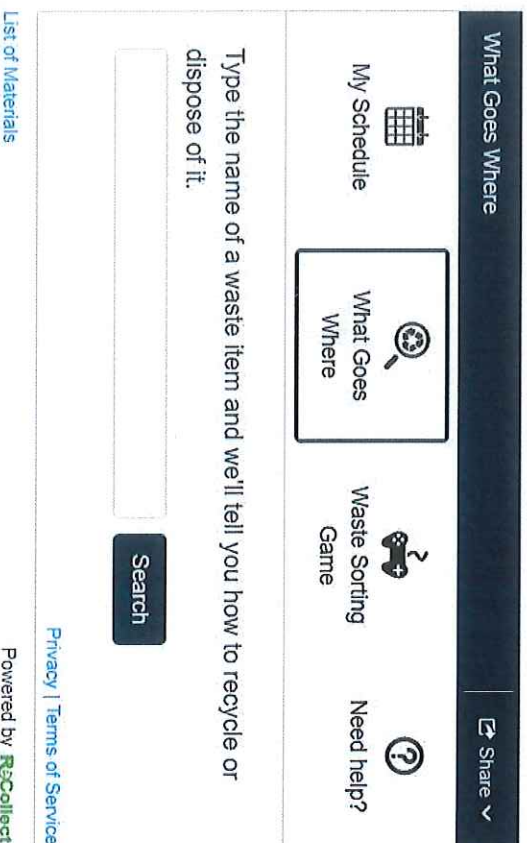 What Goes Where
Share
My Schedule
What Goes
Where
Waste Sorting
Game
Need help?
Type the name of a waste item and we'll tell you how to recycle or
dispose of it.
Search
Privacy | Terms of Service
List of Materials
Powered by ReCollect